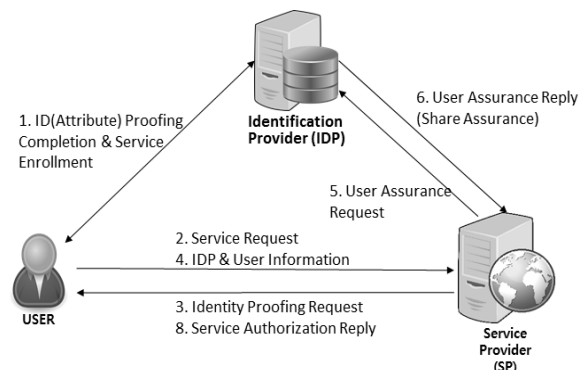 6. User Assurance Reply
(Share Assurance)
1. ID(Attribute) Proofing
Completion & Service
Enrollment
Identification
Provider (IDP)
5. User Assurance
Request
2. Service Request
4. IDP & User Information
3. Identity Proofing Request
8. Service Authorization Reply
USER
Service
Provider
(SP)